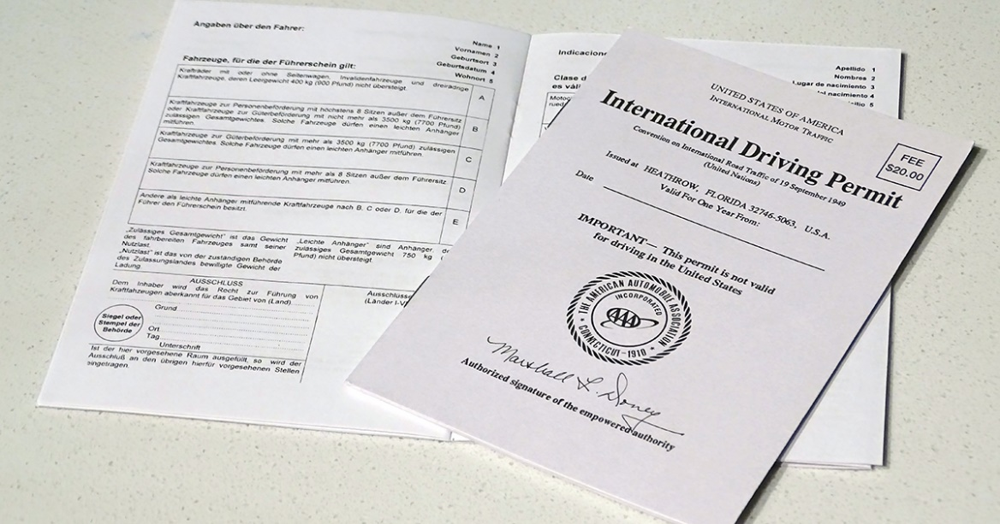 Angaben über den Fahrer:
Name 1
Vornamen 2
Geburtsort 3
Geburtsdatum 4
Wohnort 5
Fahrzeuge, für die der Führerschein gilt:
Krafträder mit oder ohne Seitenwagen, Invalidenfahrzeuge und dreirädrige
Kraftfahrzeuge, deren Leergewicht 400 kg (900 Pfund) nicht übersteigt.
A
Kraftfahrzeuge zur Personenbeförderung mit höchstens 8 Sitzen außer dem Führersitz
oder Kraftfahrzeuge zur Güterbeförderung mit nicht mehr als 3500 kg (7700 Pfund)
zulässigen Gesamtgewichtes. Solche Fahrzeuge dürfen einen leichten Anhänger
mitführen.
B
Kraftfahrzeuge zur Güterbeförderung mit mehr als 3500 kg (7700 Pfund) zulässigen
Gesamtgewichtes. Solche Fahrzeuge dürfen einen leichten Anhänger mitführen.
C
Kraftfahrzeuge zur Personenbeförderung mit mehr als 8 Sitzen außer dem Führersitz.
Solche Fahrzeuge dürfen einen leichten Anhänger mitführen.
D
Andere als leichte Anhänger mitführende Kraftfahrzeuge nach B, C oder D, für die der
Führer den Führerschein besitzt.
E
„Zulässiges Gesamtgewicht" ist das Gewicht
des fahrbereiten Fahrzeuges samt seiner
Nutzlast.
„Nutzlast" ist das von der zuständigen Behörde
des Zulassungslandes bewilligte Gewicht der
Ladung
„Leichte Anhänger" sind Anhänger, de
zulässiges Gesamtgewicht 750 kg
Pfund) nicht übersteigt
AUSSCHLUSS
Dem Inhaber wird das Recht zur Führung von
Kraftfahrzeugen aberkannt für das Gebiet von (Land)
Siegel oder
Stempel der
Behörde
Grund
Ort
Tag
Unterschrift
Ist der hier vorgesehene Raum ausgefüllt, so wird der
Ausschluß an den übrigen hierfür vorgesehenen Stellen
eingetragen.
Ausschlüsse
(Länder I-V
Indicacion
Apellido 1
Nombres 2
Lugar de nacimiento 3
nacimiento 4
ilio 5
Clase d
es váli
Motoc
rued
UNITED STATES OF AMERICA
INTERNATIONAL MOTOR TRAFFIC
International Driving Permit
Convention on International Road Traffic of 19 September 1949
(United Nations)
FEE
$20.00
Issued at HEATHROW, FLORIDA 32746-5063, U.S.A.
Valid For One Year From:
Date
IMPORTANT— This permit is not valid
for driving in the United States
THE AMERICAN AUTOMOBILE ASSOCIATION
INCORPORATED
AAA
CONNECTICUT - 1910
Marshall L. Doney
Authorized signature of the empowered authority